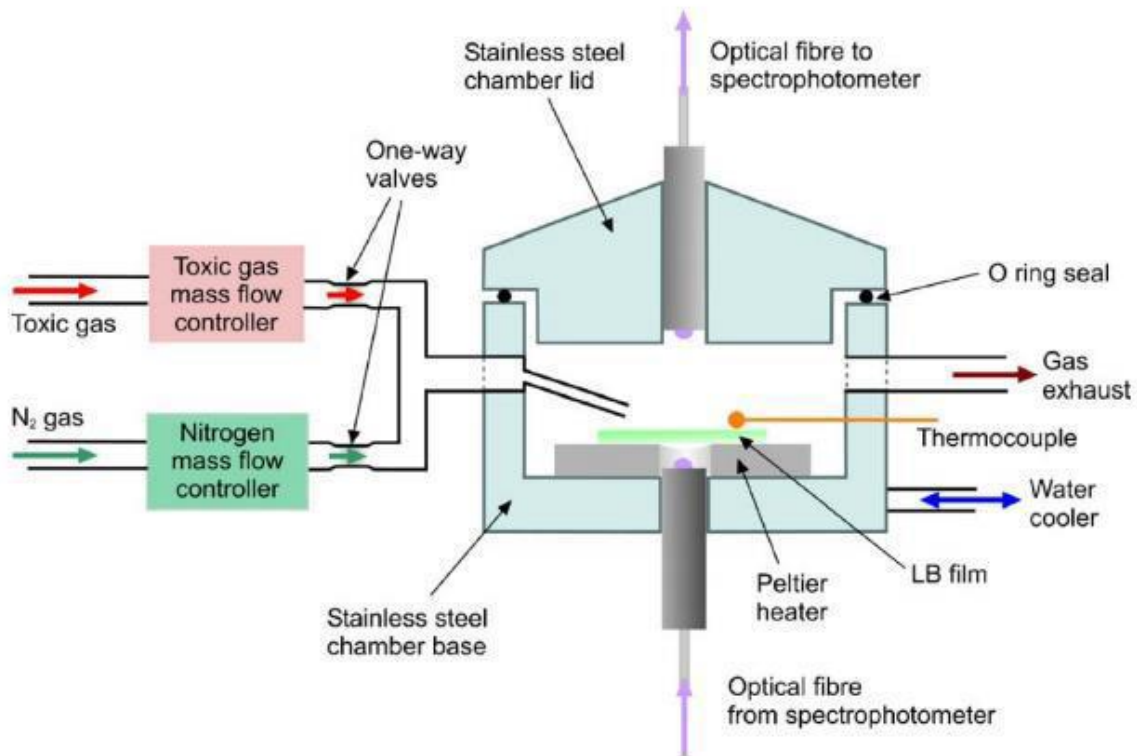 Stainless steel
chamber lid
Optical fibre to
spectrophotometer
One-way
valves
Toxic gas
mass flow
controller
Toxic gas
O ring seal
Gas
exhaust
N₂ gas
Nitrogen
mass flow
controller
Thermocouple
Water
cooler
LB film
Peltier
heater
Stainless steel
chamber base
Optical fibre
from spectrophotometer